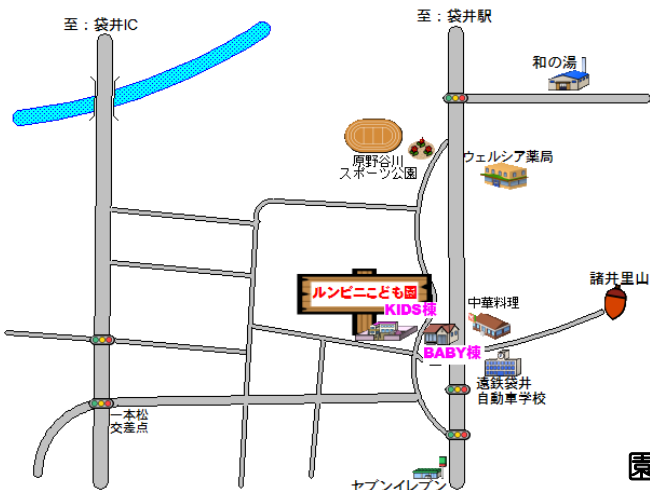 至：袋井IC
至：袋井駅
和の湯
原野谷川
スポーツ公園
ウェルシア薬局
諸井里山
ルンビニこども園
KIDS棟
中華料理
BABY棟
遠鉄袋井
自動車学校
一本松
交差点
セブンイレブン
園